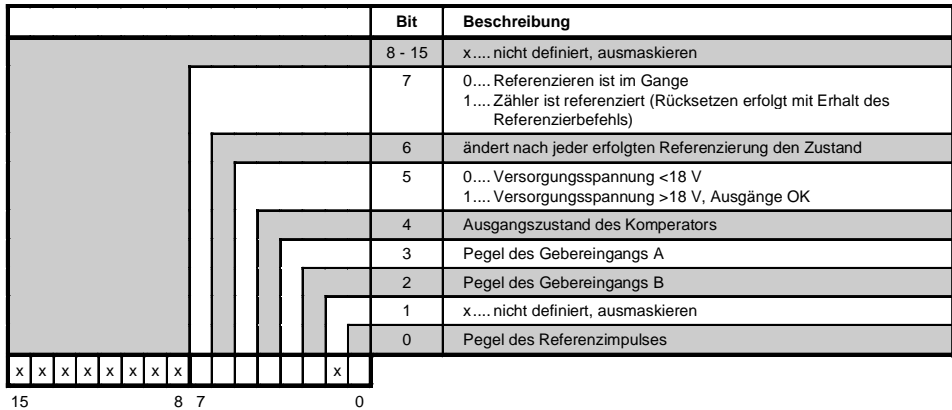 Bit Beschreibung
8 - 15 x.... nicht definiert, ausmaskieren
7 0.... Referenzieren ist im Gange
1.... Zähler ist referenziert (Rücksetzen erfolgt mit Erhalt des
Referenzierbefehls)
6 ändert nach jeder erfolgten Referenzierung den Zustand
5 0.... Versorgungsspannung <18 V
1.... Versorgungsspannung >18 V, Ausgänge OK
4 Ausgangszustand des Komperators
3 Pegel des Gebereingangs A
2 Pegel des Gebereingangs B
1 x.... nicht definiert, ausmaskieren
0 Pegel des Referenzimpulses
x x x x x x x x x
15 8 7 0